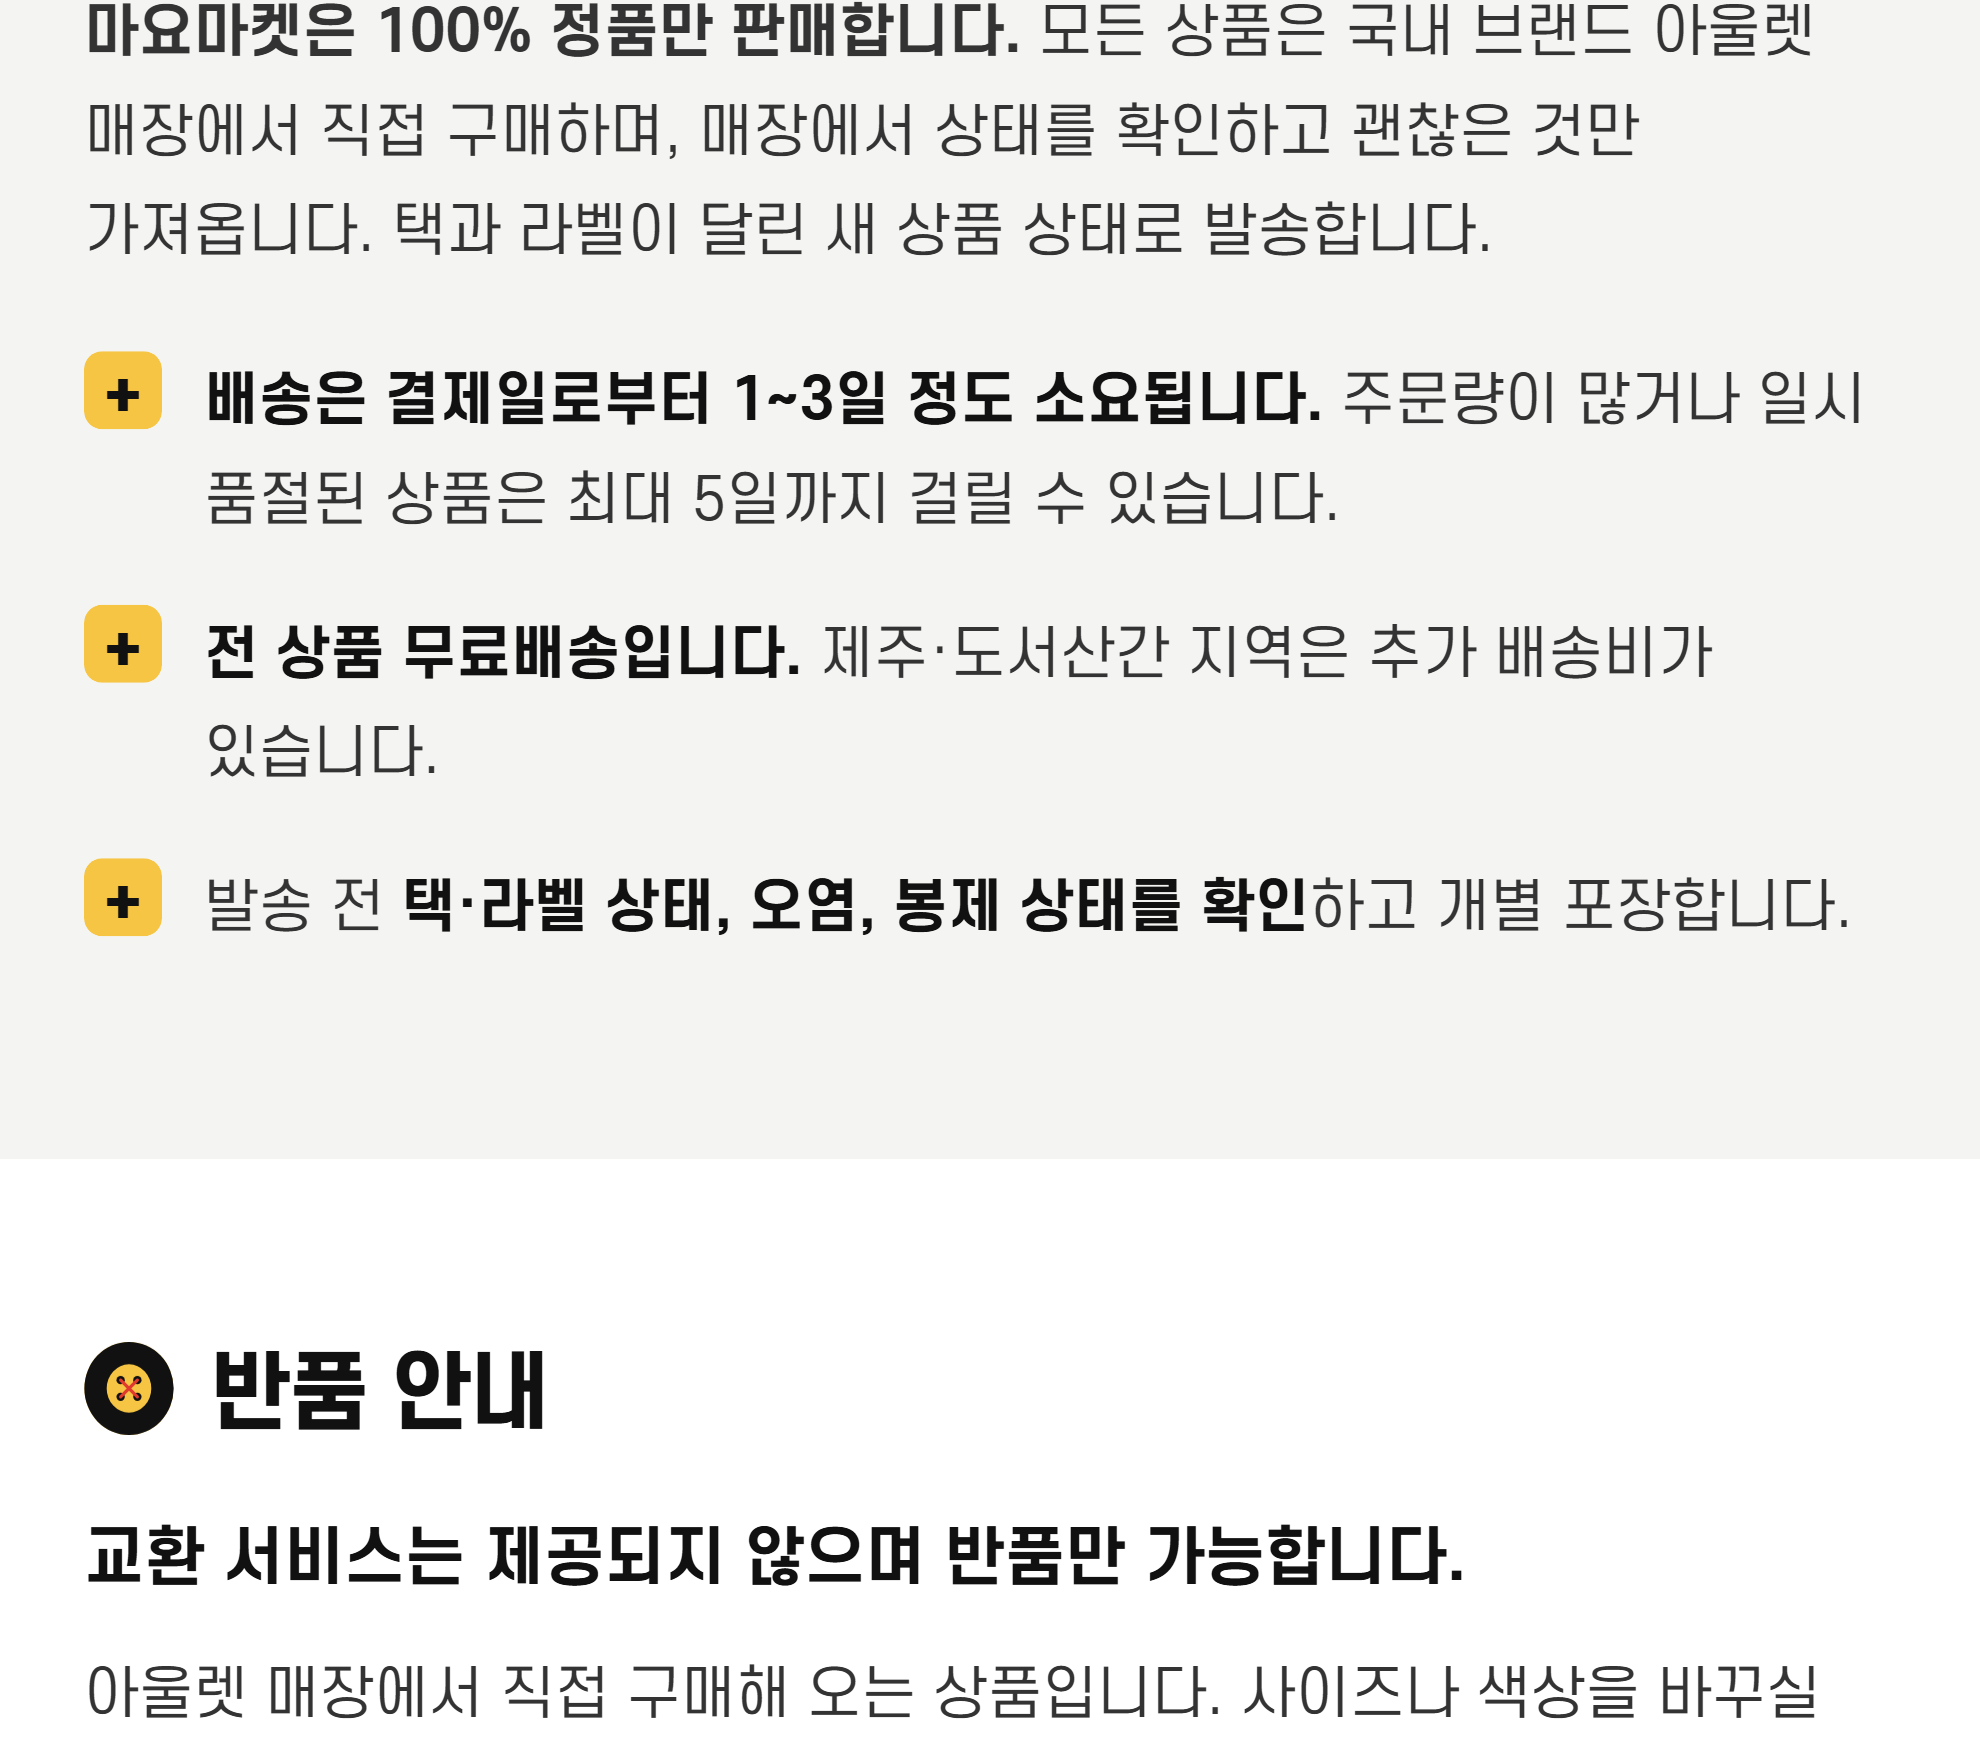 마요마켓은 100% 정품만 판매합니다. 모든 상품은 국내 브랜드 아울렛
매장에서 직접 구매하며, 매장에서 상태를 확인하고 괜찮은 것만
가져옵니다. 택과 라벨이 달린 새 상품 상태로 발송합니다.
+ 배송은 결제일로부터 1~3일 정도 소요됩니다. 주문량이 많거나 일시
품절된 상품은 최대 5일까지 걸릴 수 있습니다.
+ 전 상품 무료배송입니다. 제주·도서산간 지역은 추가 배송비가
있습니다.
+ 발송 전 택·라벨 상태, 오염, 봉제 상태를 확인하고 개별 포장합니다.
반품 안내
교환 서비스는 제공되지 않으며 반품만 가능합니다.
아울렛 매장에서 직접 구매해 오는 상품입니다. 사이즈나 색상을 바꾸실